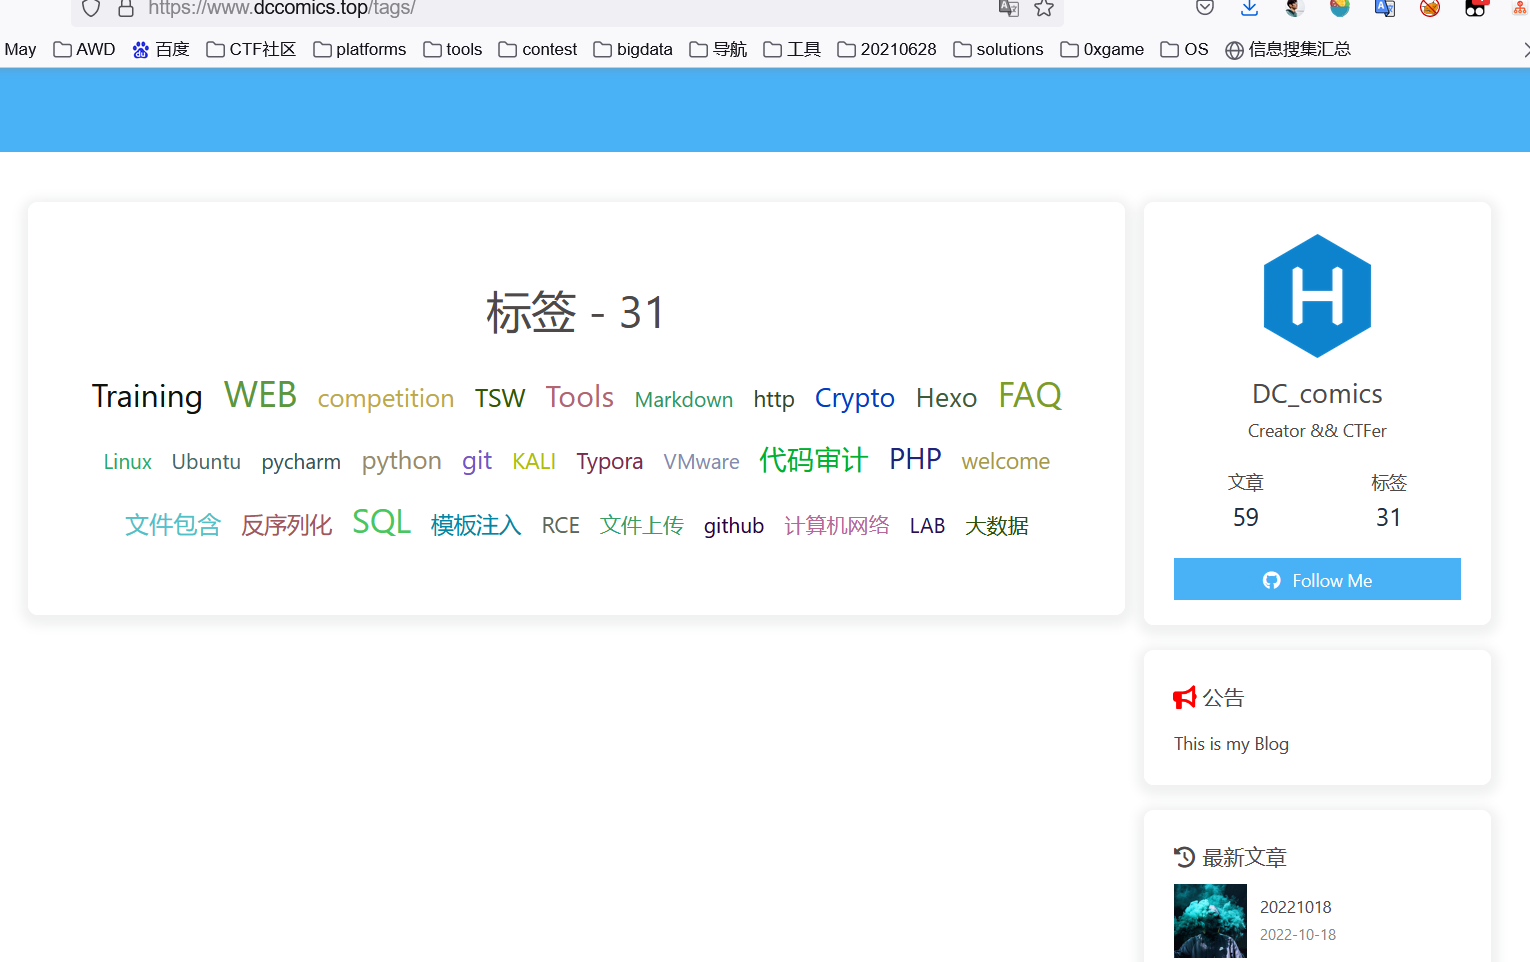 https://www.dccomics.top/tags/
May AWD 百度 CTF社区 platforms tools contest bigdata 导航 工具 20210628 solutions 0xgame OS 信息搜集汇总
标签 - 31
Training WEB competition TSW Tools Markdown http Crypto Hexo FAQ
Linux Ubuntu pycharm python git KALI Typora VMware 代码审计 PHP welcome
文件包含 反序列化 SQL 模板注入 RCE 文件上传 github 计算机网络 LAB 大数据
H
DC_comics
Creator && CTFer
文章 标签
59 31
Follow Me
公告
This is my Blog
最新文章
20221018
2022-10-18